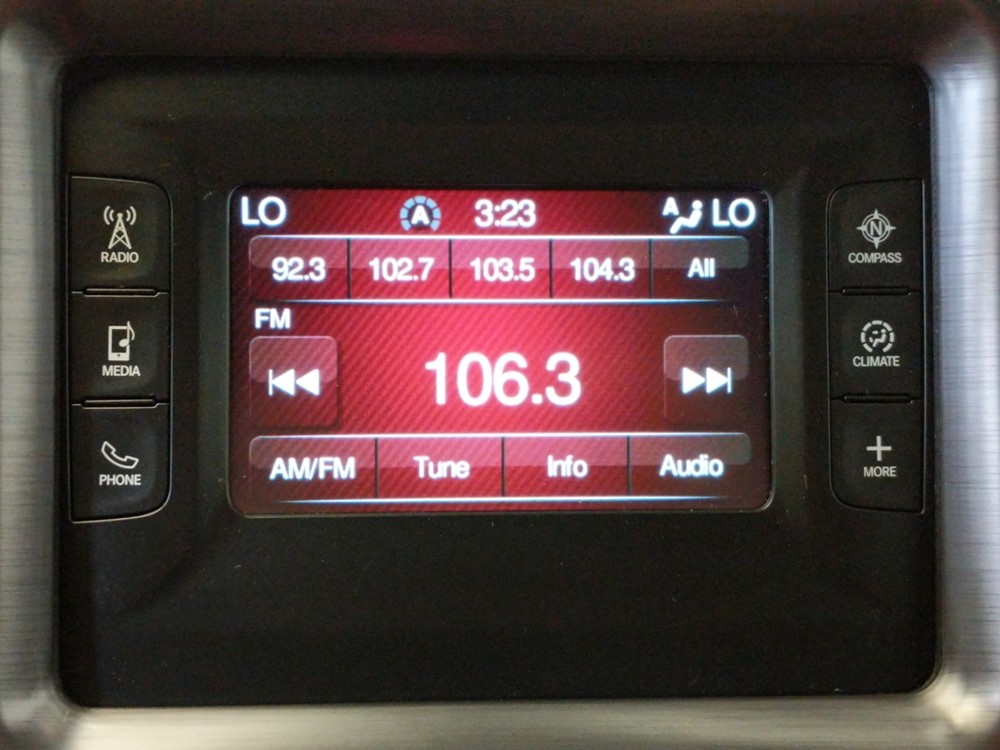 LO A 3:23 A LO
92.3 102.7 103.5 104.3 All
FM
106.3
AM/FM Tune Info Audio
RADIO
MEDIA
PHONE
N
COMPASS
CLIMATE
MORE